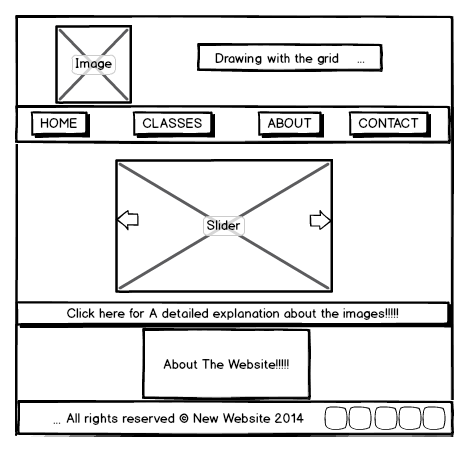 Image
Drawing with the grid ...
HOME
CLASSES
ABOUT
CONTACT
Slider
Click here for A detailed explanation about the images!!!!!
About The Website!!!!!
... All rights reserved © New Website 2014